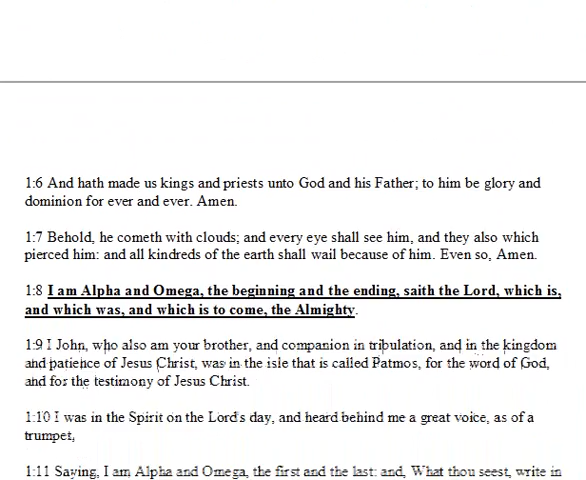 1:6 And hath made us kings and priests unto God and his Father; to him be glory and
dominion for ever and ever. Amen.
1:7 Behold, he cometh with clouds; and every eye shall see him, and they also which
pierced him: and all kindreds of the earth shall wail because of him. Even so, Amen.
1:8 I am Alpha and Omega, the beginning and the ending, saith the Lord, which is,
and which was, and which is to come, the Almighty.
1:9 I John, who also am your brother, and companion in tribulation, and in the kingdom
and patience of Jesus Christ, was in the isle that is called Patmos, for the word of God,
and for the testimony of Jesus Christ.
1:10 I was in the Spirit on the Lord's day, and heard behind me a great voice, as of a
trumpet,
1:11 Saying, I am Alpha and Omega, the first and the last: and, What thou seest, write in